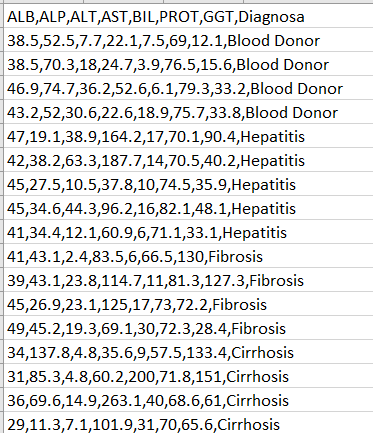 ALB,ALP,ALT,AST,BIL,PROT,GGT,Diagnosa
38.5,52.5,7.7,22.1,7.5,69,12.1,Blood Donor
38.5,70.3,18,24.7,3.9,76.5,15.6,Blood Donor
46.9,74.7,36.2,52.6,6.1,79.3,33.2,Blood Donor
43.2,52,30.6,22.6,18.9,75.7,33.8,Blood Donor
47,19.1,38.9,164.2,17,70.1,90.4,Hepatitis
42,38.2,63.3,187.7,14,70.5,40.2,Hepatitis
45,27.5,10.5,37.8,10,74.5,35.9,Hepatitis
45,34.6,44.3,96.2,16,82.1,48.1,Hepatitis
41,34.4,12.1,60.9,6,71.1,33.1,Hepatitis
41,43.1,2.4,83.5,6,66.5,130,Fibrosis
39,43.1,23.8,114.7,11,81.3,127.3,Fibrosis
45,26.9,23.1,125,17,73,72.2,Fibrosis
49,45.2,19.3,69.1,30,72.3,28.4,Fibrosis
34,137.8,4.8,35.6,9,57.5,133.4,Cirrhosis
31,85.3,4.8,60.2,200,71.8,151,Cirrhosis
36,69.6,14.9,263.1,40,68.6,61,Cirrhosis
29,11.3,7.1,101.9,31,70,65.6,Cirrhosis